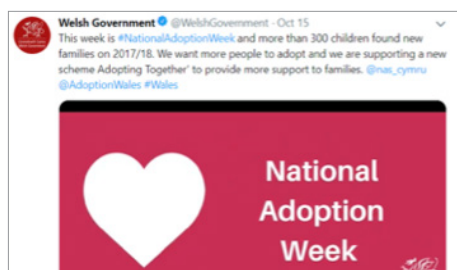 Welsh Government @WelshGovernment · Oct 15
This week is #NationalAdoptionWeek and more than 300 children found new
families on 2017/18. We want more people to adopt and we are supporting a new
scheme Adopting Together' to provide more support to families. @nas_cymru
@AdoptionWales #Wales
National
Adoption
Week